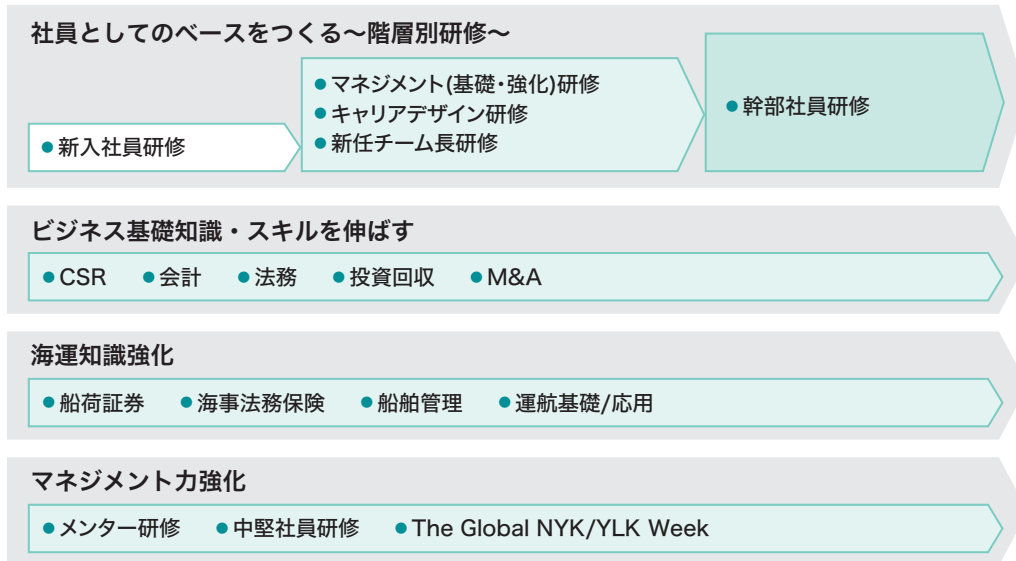 社員としてのベースをつくる～階層別研修～
●新入社員研修
●マネジメント(基礎・強化)研修
●キャリアデザイン研修
●新任チーム長研修
●幹部社員研修
ビジネス基礎知識・スキルを伸ばす
●CSR ●会計 ●法務 ●投資回収 ●M&A
海運知識強化
●船荷証券 ●海事法務保険 ●船舶管理 ●運航基礎/応用
マネジメント力強化
●メンター研修 ●中堅社員研修 ●The Global NYK/YLK Week